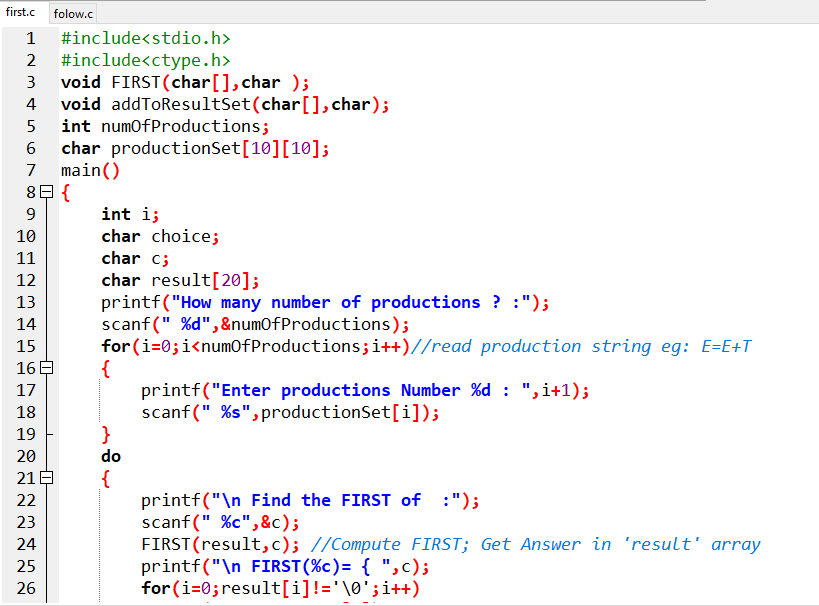 first.c folow.c
1 #include<stdio.h>
2 #include<ctype.h>
3 void FIRST(char[],char );
4 void addToResultSet(char[],char);
5 int numOfProductions;
6 char productionSet[10][10];
7 main()
8 {
9 int i;
10 char choice;
11 char c;
12 char result[20];
13 printf("How many number of productions ? :");
14 scanf(" %d",&numOfProductions);
15 for(i=0;i<numOfProductions;i++)//read production string eg: E=E+T
16 {
17 printf("Enter productions Number %d : ",i+1);
18 scanf(" %s",productionSet[i]);
19 }
20 do
21 {
22 printf("\n Find the FIRST of  :");
23 scanf(" %c",&c);
24 FIRST(result,c); //Compute FIRST; Get Answer in 'result' array
25 printf("\n FIRST(%c)= { ",c);
26 for(i=0;result[i]!='\0';i++)